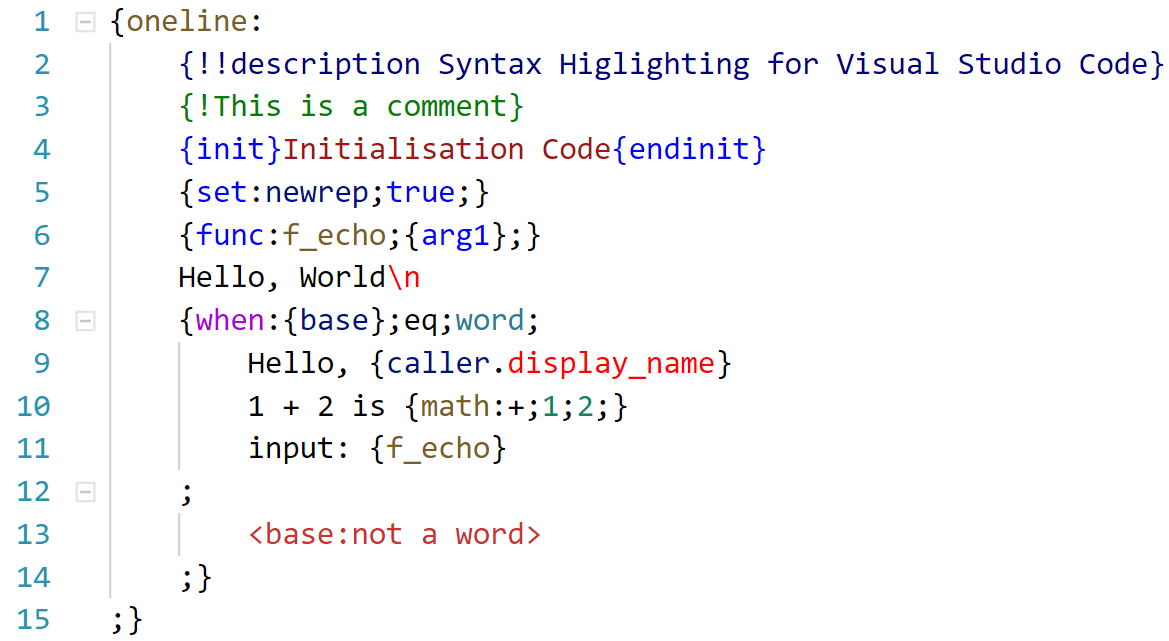 1 {oneline:
2 {!!description Syntax Higlighting for Visual Studio Code}
3 {!This is a comment}
4 {init}Initialisation Code{endinit}
5 {set:newrep;true;}
6 {func:f_echo;{arg1};}
7 Hello, World\n
8 {when:{base};eq;word;
9 Hello, {caller.display_name}
10 1 + 2 is {math:+;1;2;}
11 input: {f_echo}
12 ;
13 <base:not a word>
14 ;}
15 ;}